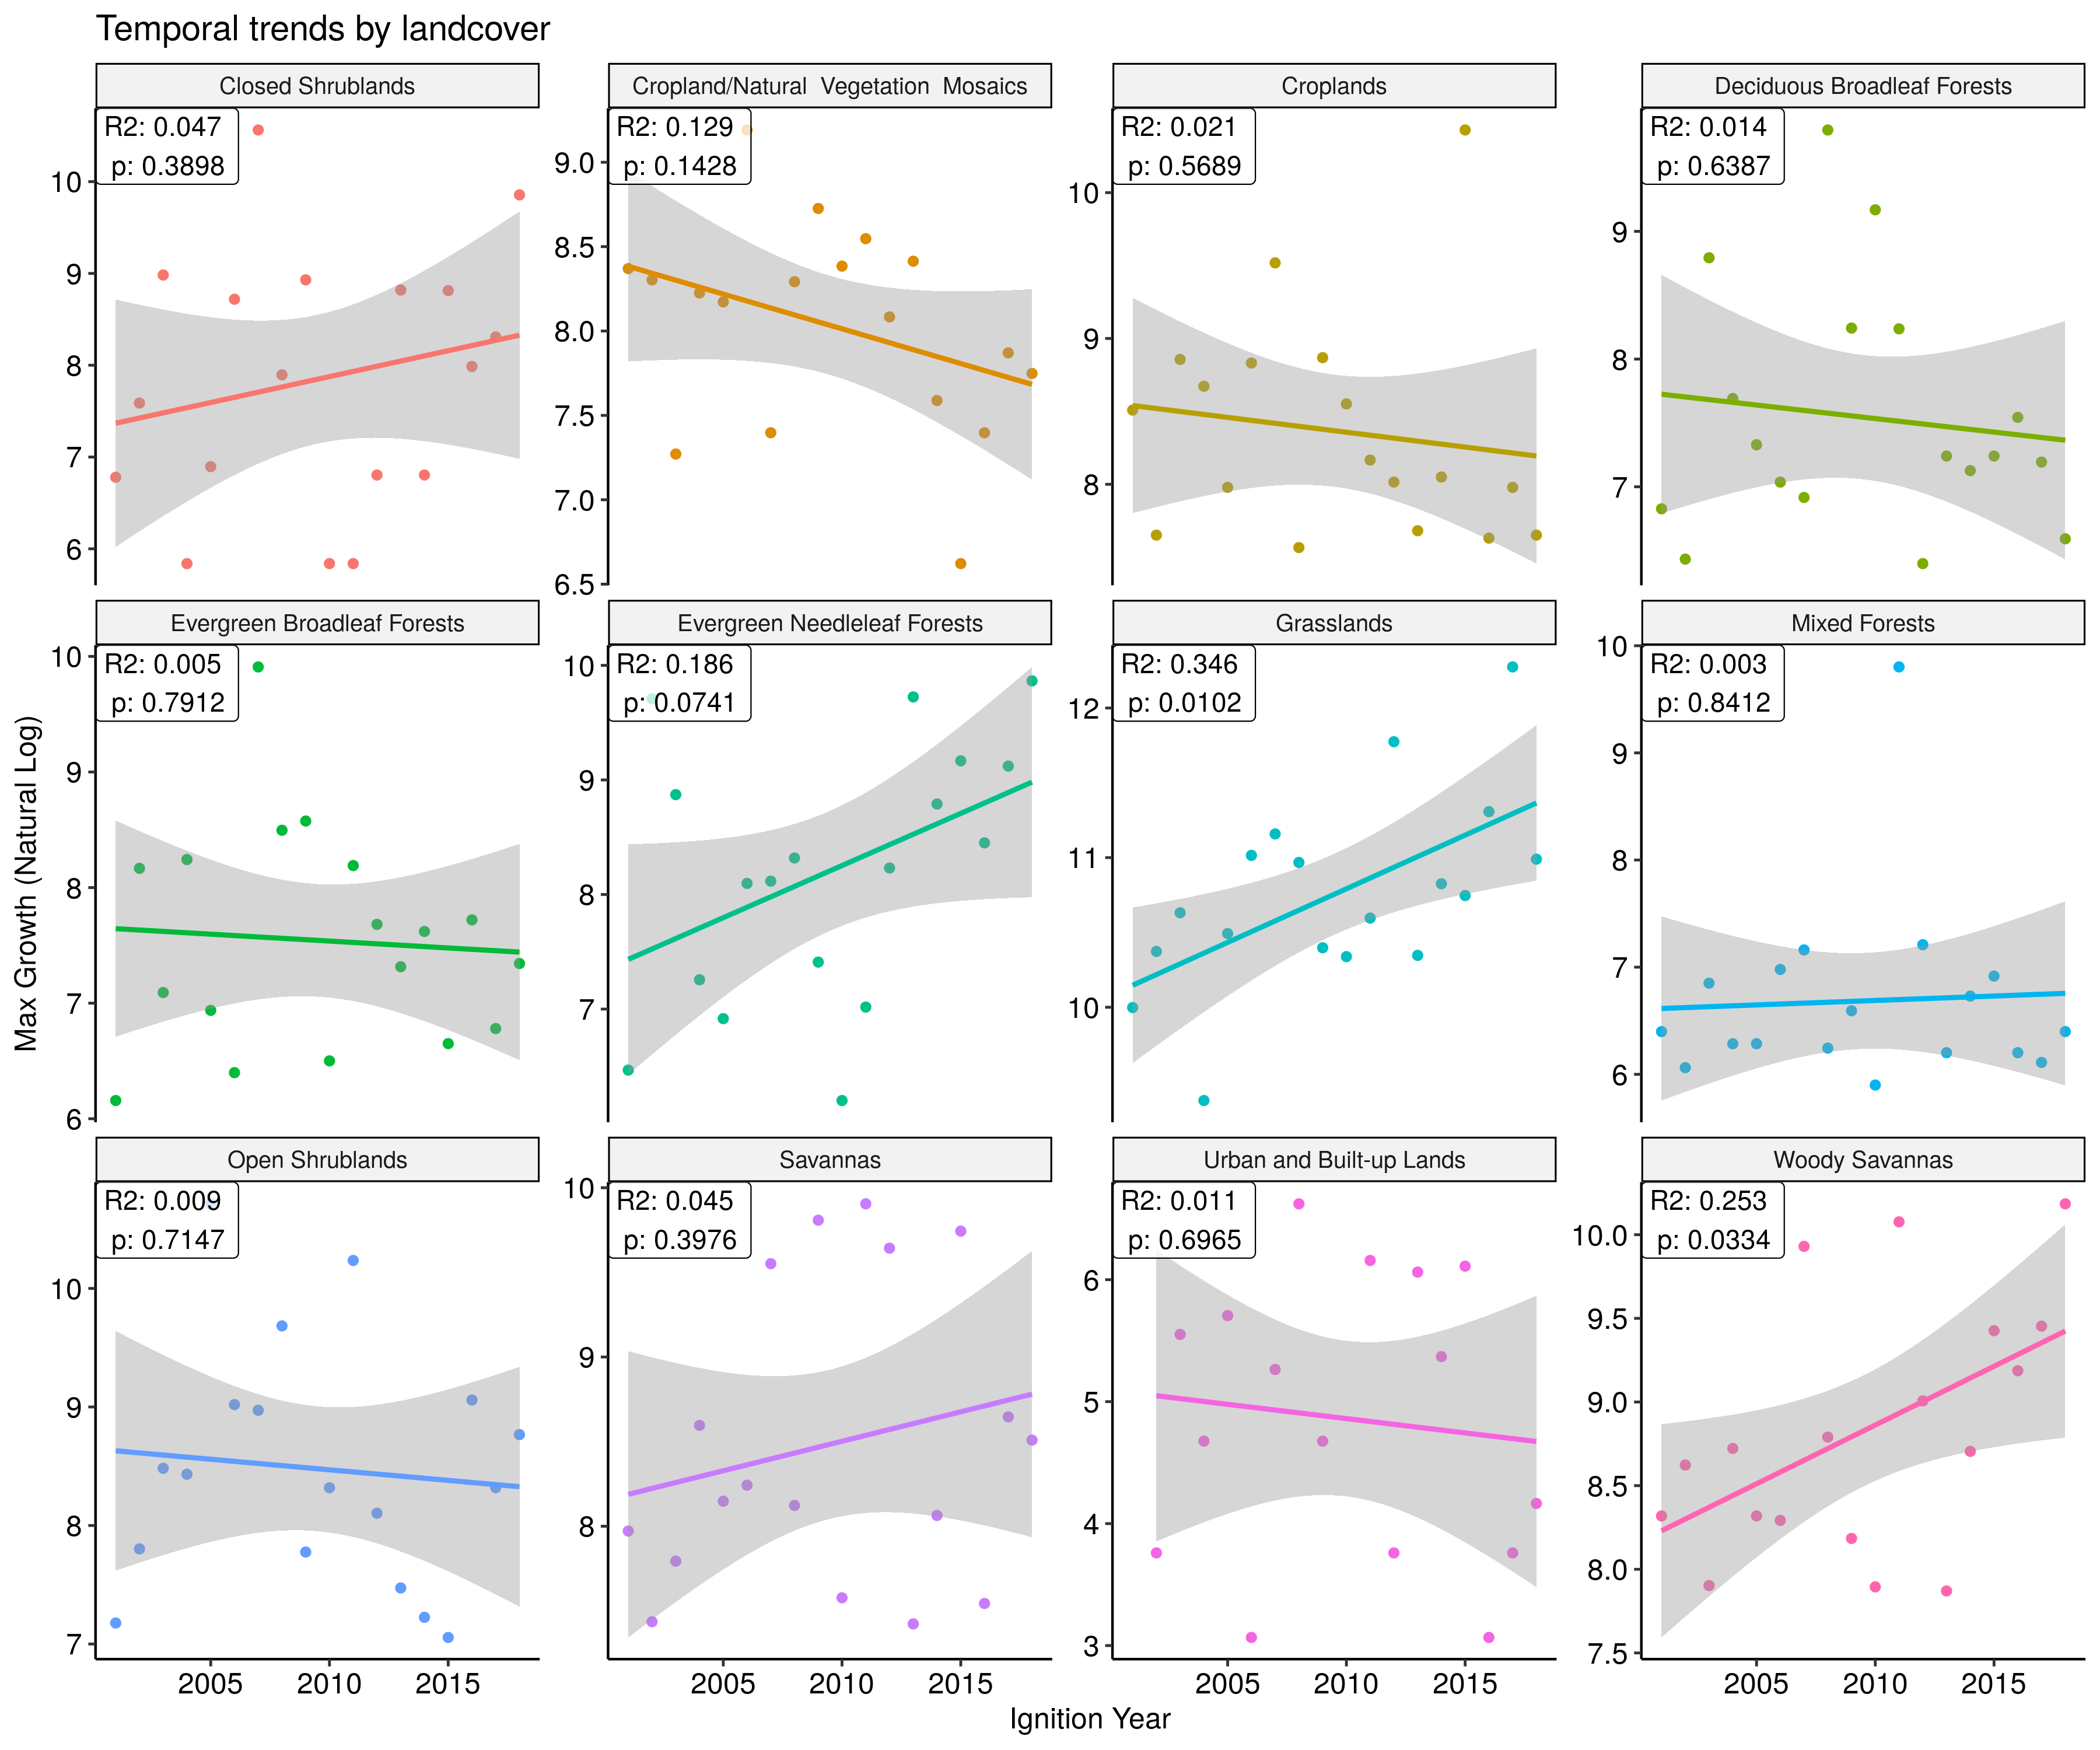 Temporal trends by landcover
Closed Shrublands
Cropland/Natural Vegetation Mosaics
Croplands
Deciduous Broadleaf Forests
R2: 0.047
p: 0.3898
R2: 0.129
p: 0.1428
R2: 0.021
p: 0.5689
R2: 0.014
p: 0.6387
10
9
8
7
6
9.0
8.5
8.0
7.5
7.0
6.5
10
9
8
9
8
7
Evergreen Broadleaf Forests
Evergreen Needleleaf Forests
Grasslands
Mixed Forests
R2: 0.005
p: 0.7912
R2: 0.186
p: 0.0741
R2: 0.346
p: 0.0102
R2: 0.003
p: 0.8412
10
9
8
7
6
10
9
8
7
12
11
10
10
9
8
7
6
Max Growth (Natural Log)
Open Shrublands
Savannas
Urban and Built-up Lands
Woody Savannas
R2: 0.009
p: 0.7147
R2: 0.045
p: 0.3976
R2: 0.011
p: 0.6965
R2: 0.253
p: 0.0334
10
9
8
7
10
9
8
6
5
4
3
10.0
9.5
9.0
8.5
8.0
7.5
2005 2010 2015
2005 2010 2015
2005 2010 2015
2005 2010 2015
Ignition Year